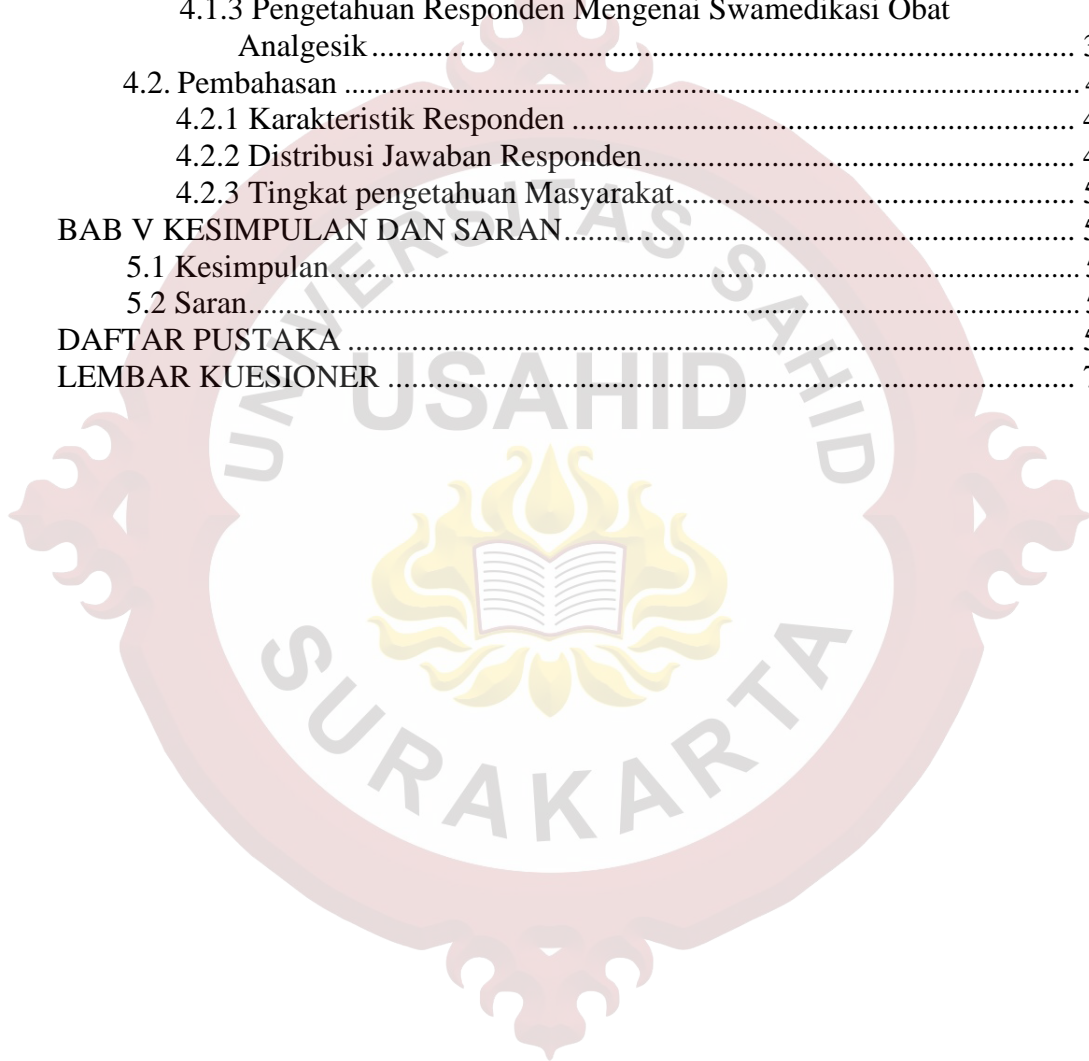 4.1.3 Pengetahuan Responden Mengenai Swamedikasi Obat
Analgesik
4.2. Pembahasan
4.2.1 Karakteristik Responden
4.2.2 Distribusi Jawaban Responden
4.2.3 Tingkat pengetahuan Masyarakat
BAB V KESIMPULAN DAN SARAN
5.1 Kesimpulan
5.2 Saran
DAFTAR PUSTAKA
LEMBAR KUESIONER
UNIVERSITAS SAHID
USAHID
SURAKARTA